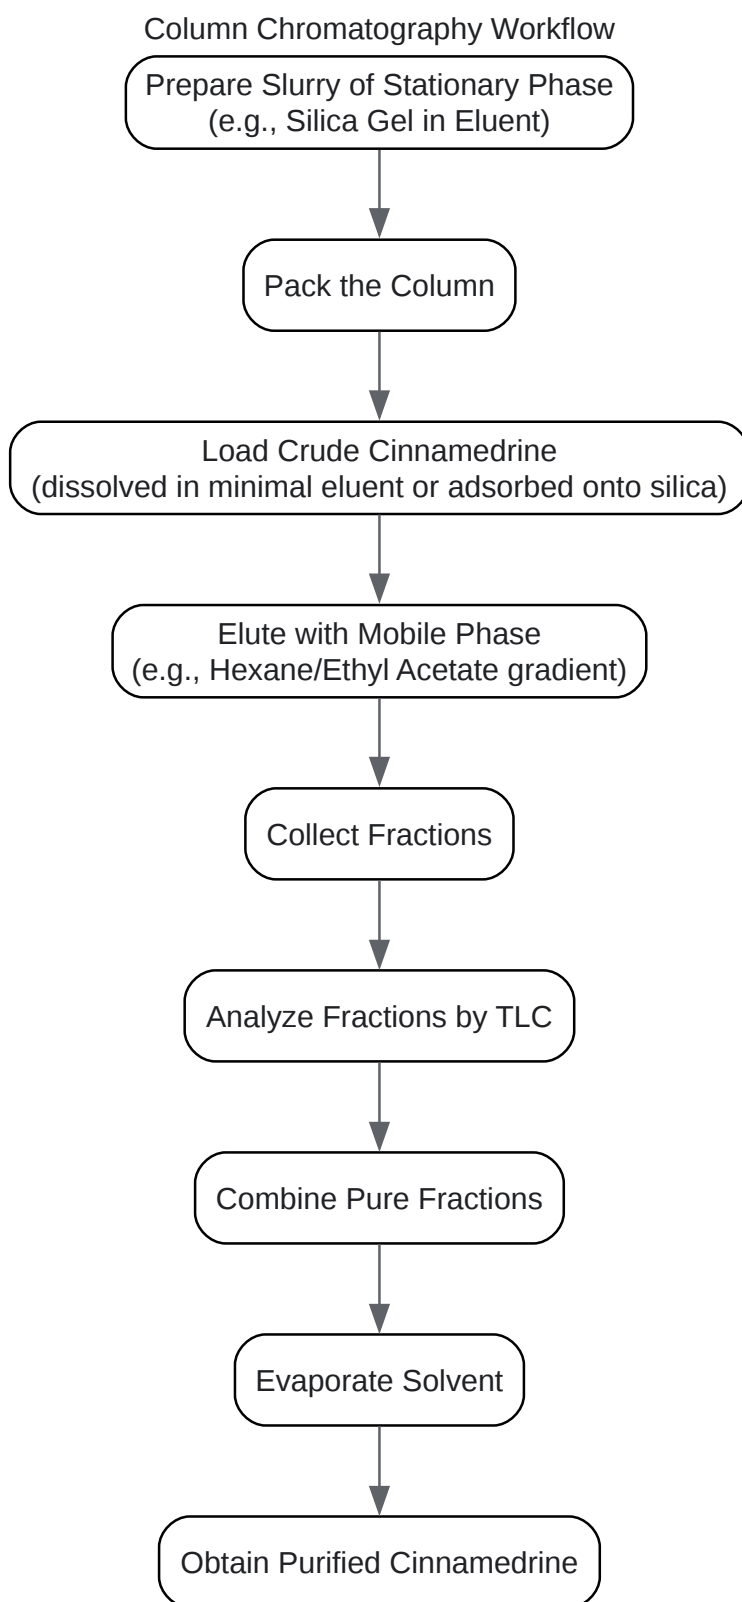 Column Chromatography Workflow
Prepare Slurry of Stationary Phase
(e.g., Silica Gel in Eluent)
Pack the Column
Load Crude Cinnamedrine
(dissolved in minimal eluent or adsorbed onto silica)
Elute with Mobile Phase
(e.g., Hexane/Ethyl Acetate gradient)
Collect Fractions
Analyze Fractions by TLC
Combine Pure Fractions
Evaporate Solvent
Obtain Purified Cinnamedrine